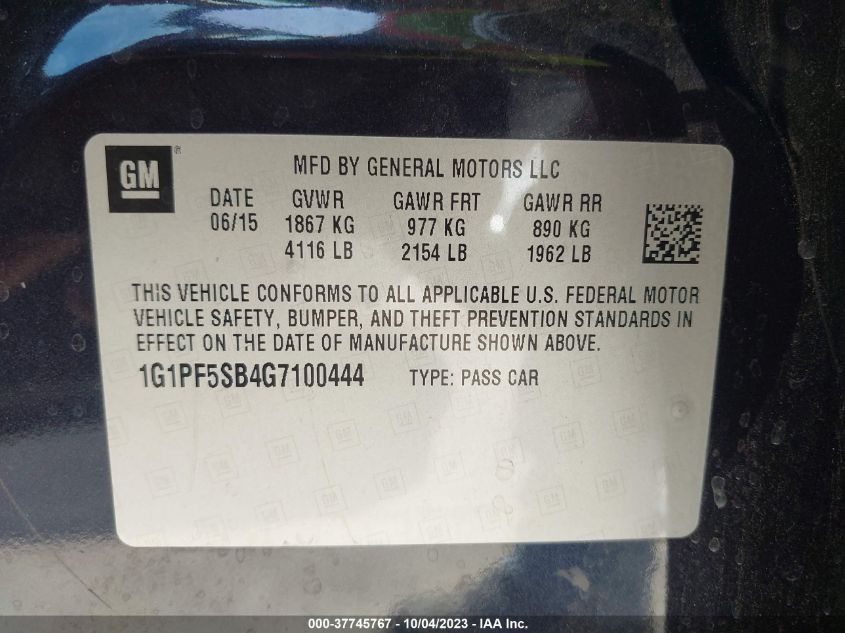 GM
MFD BY GENERAL MOTORS LLC
DATE GVWR GAWR FRT GAWR RR
06/15 1867 KG 977 KG 890 KG
4116 LB 2154 LB 1962 LB
THIS VEHICLE CONFORMS TO ALL APPLICABLE U.S. FEDERAL MOTOR
VEHICLE SAFETY, BUMPER, AND THEFT PREVENTION STANDARDS IN
EFFECT ON THE DATE OF MANUFACTURE SHOWN ABOVE.
1G1PF5SB4G7100444 TYPE: PASS CAR
000-37745767 - 10/04/2023 - IAA Inc.